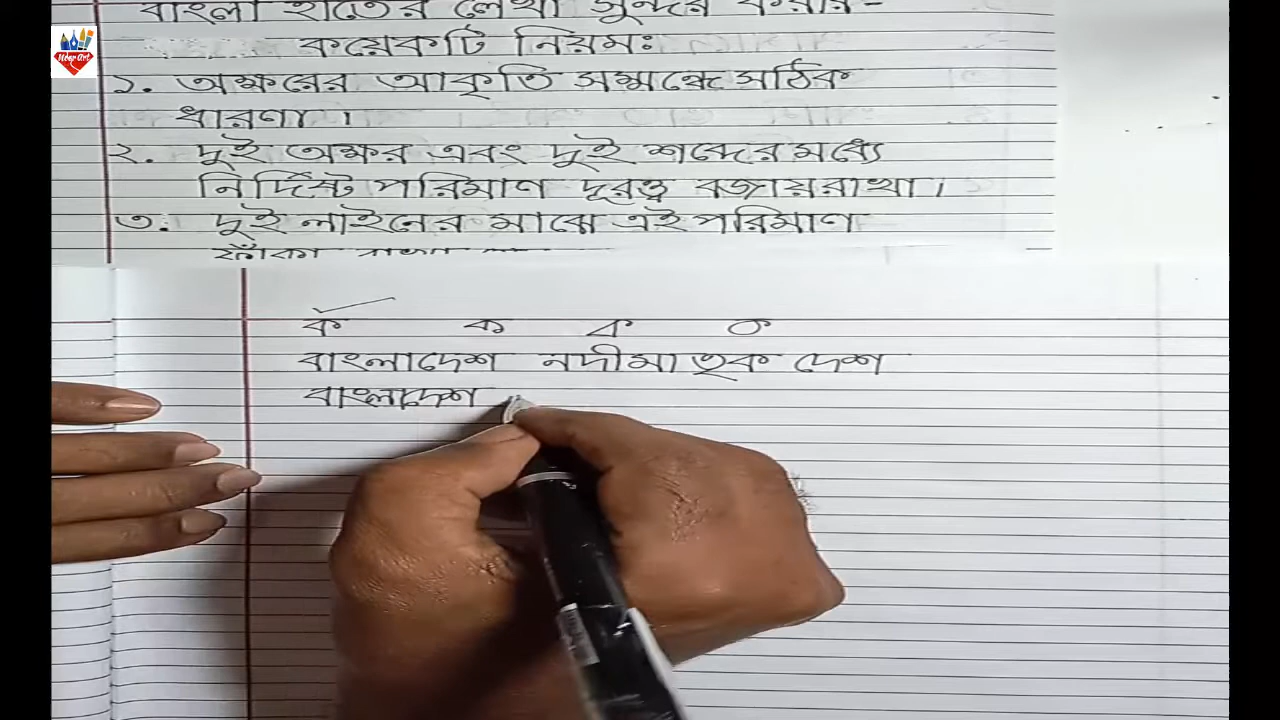 বাংলা হাতের লেখা সুন্দর করার-
কয়েকটি নিয়মঃ
১. অক্ষরের আকৃতি সম্মন্ধে সঠিক
ধারণা।
২. দুই অক্ষর এবং দুই শব্দের মধ্যে
নির্দিষ্ট পরিমাণ দূরত্ব বজায় রাখা।
৩. দুই লাইনের মাঝে এই পরিমাণ
ফাঁকা
ক ক ক ঠ
বাংলাদেশ নদীমাতৃক দেশ
বাংলাদেশ